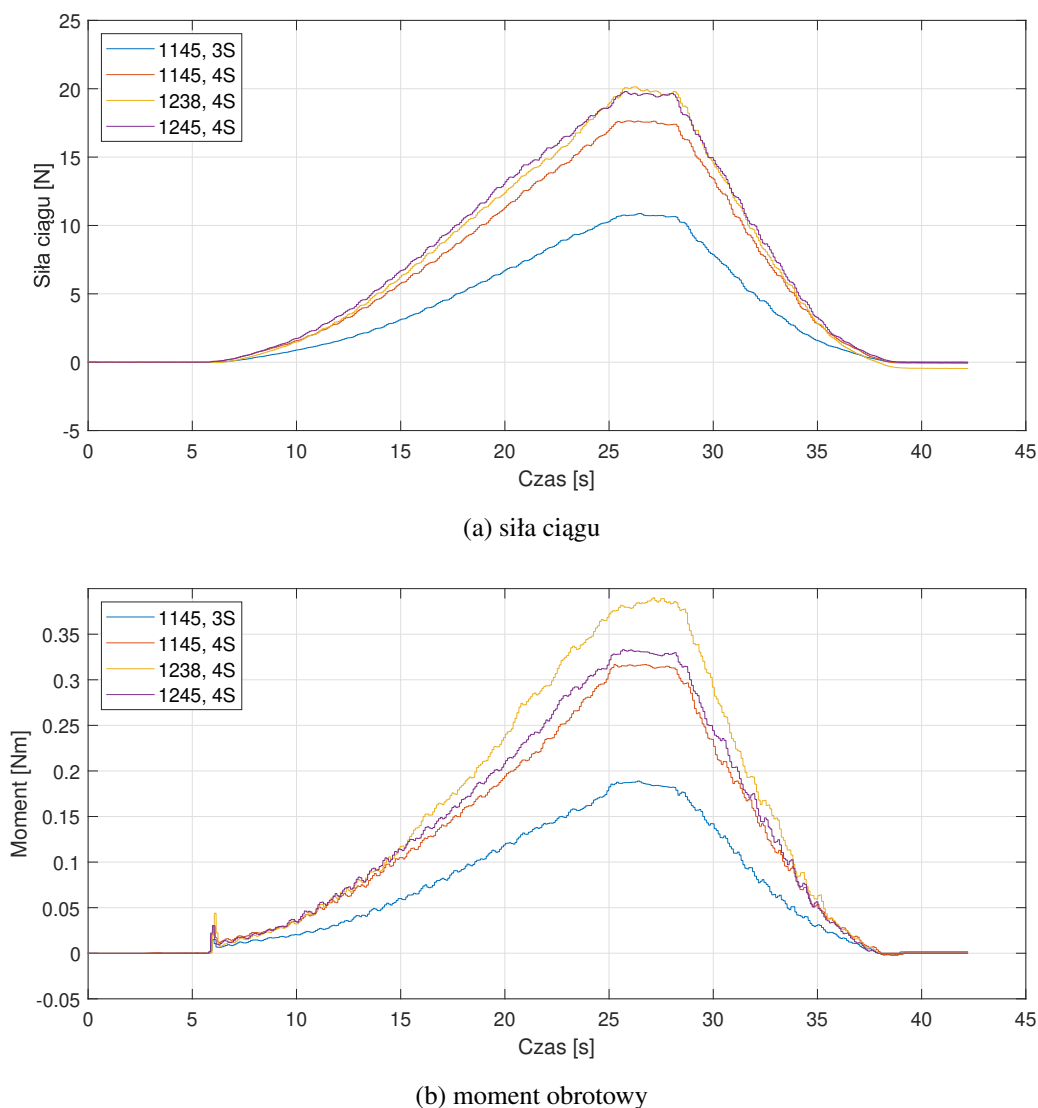 25
20
15
10
5
0
-5
Siła ciągu [N]
1145, 3S
1145, 4S
1238, 4S
1245, 4S
0 5 10 15 20 25 30 35 40 45
Czas [s]
(a) siła ciągu
0.35
0.3
0.25
0.2
0.15
0.1
0.05
0
-0.05
Moment [Nm]
1145, 3S
1145, 4S
1238, 4S
1245, 4S
0 5 10 15 20 25 30 35 40 45
Czas [s]
(b) moment obrotowy